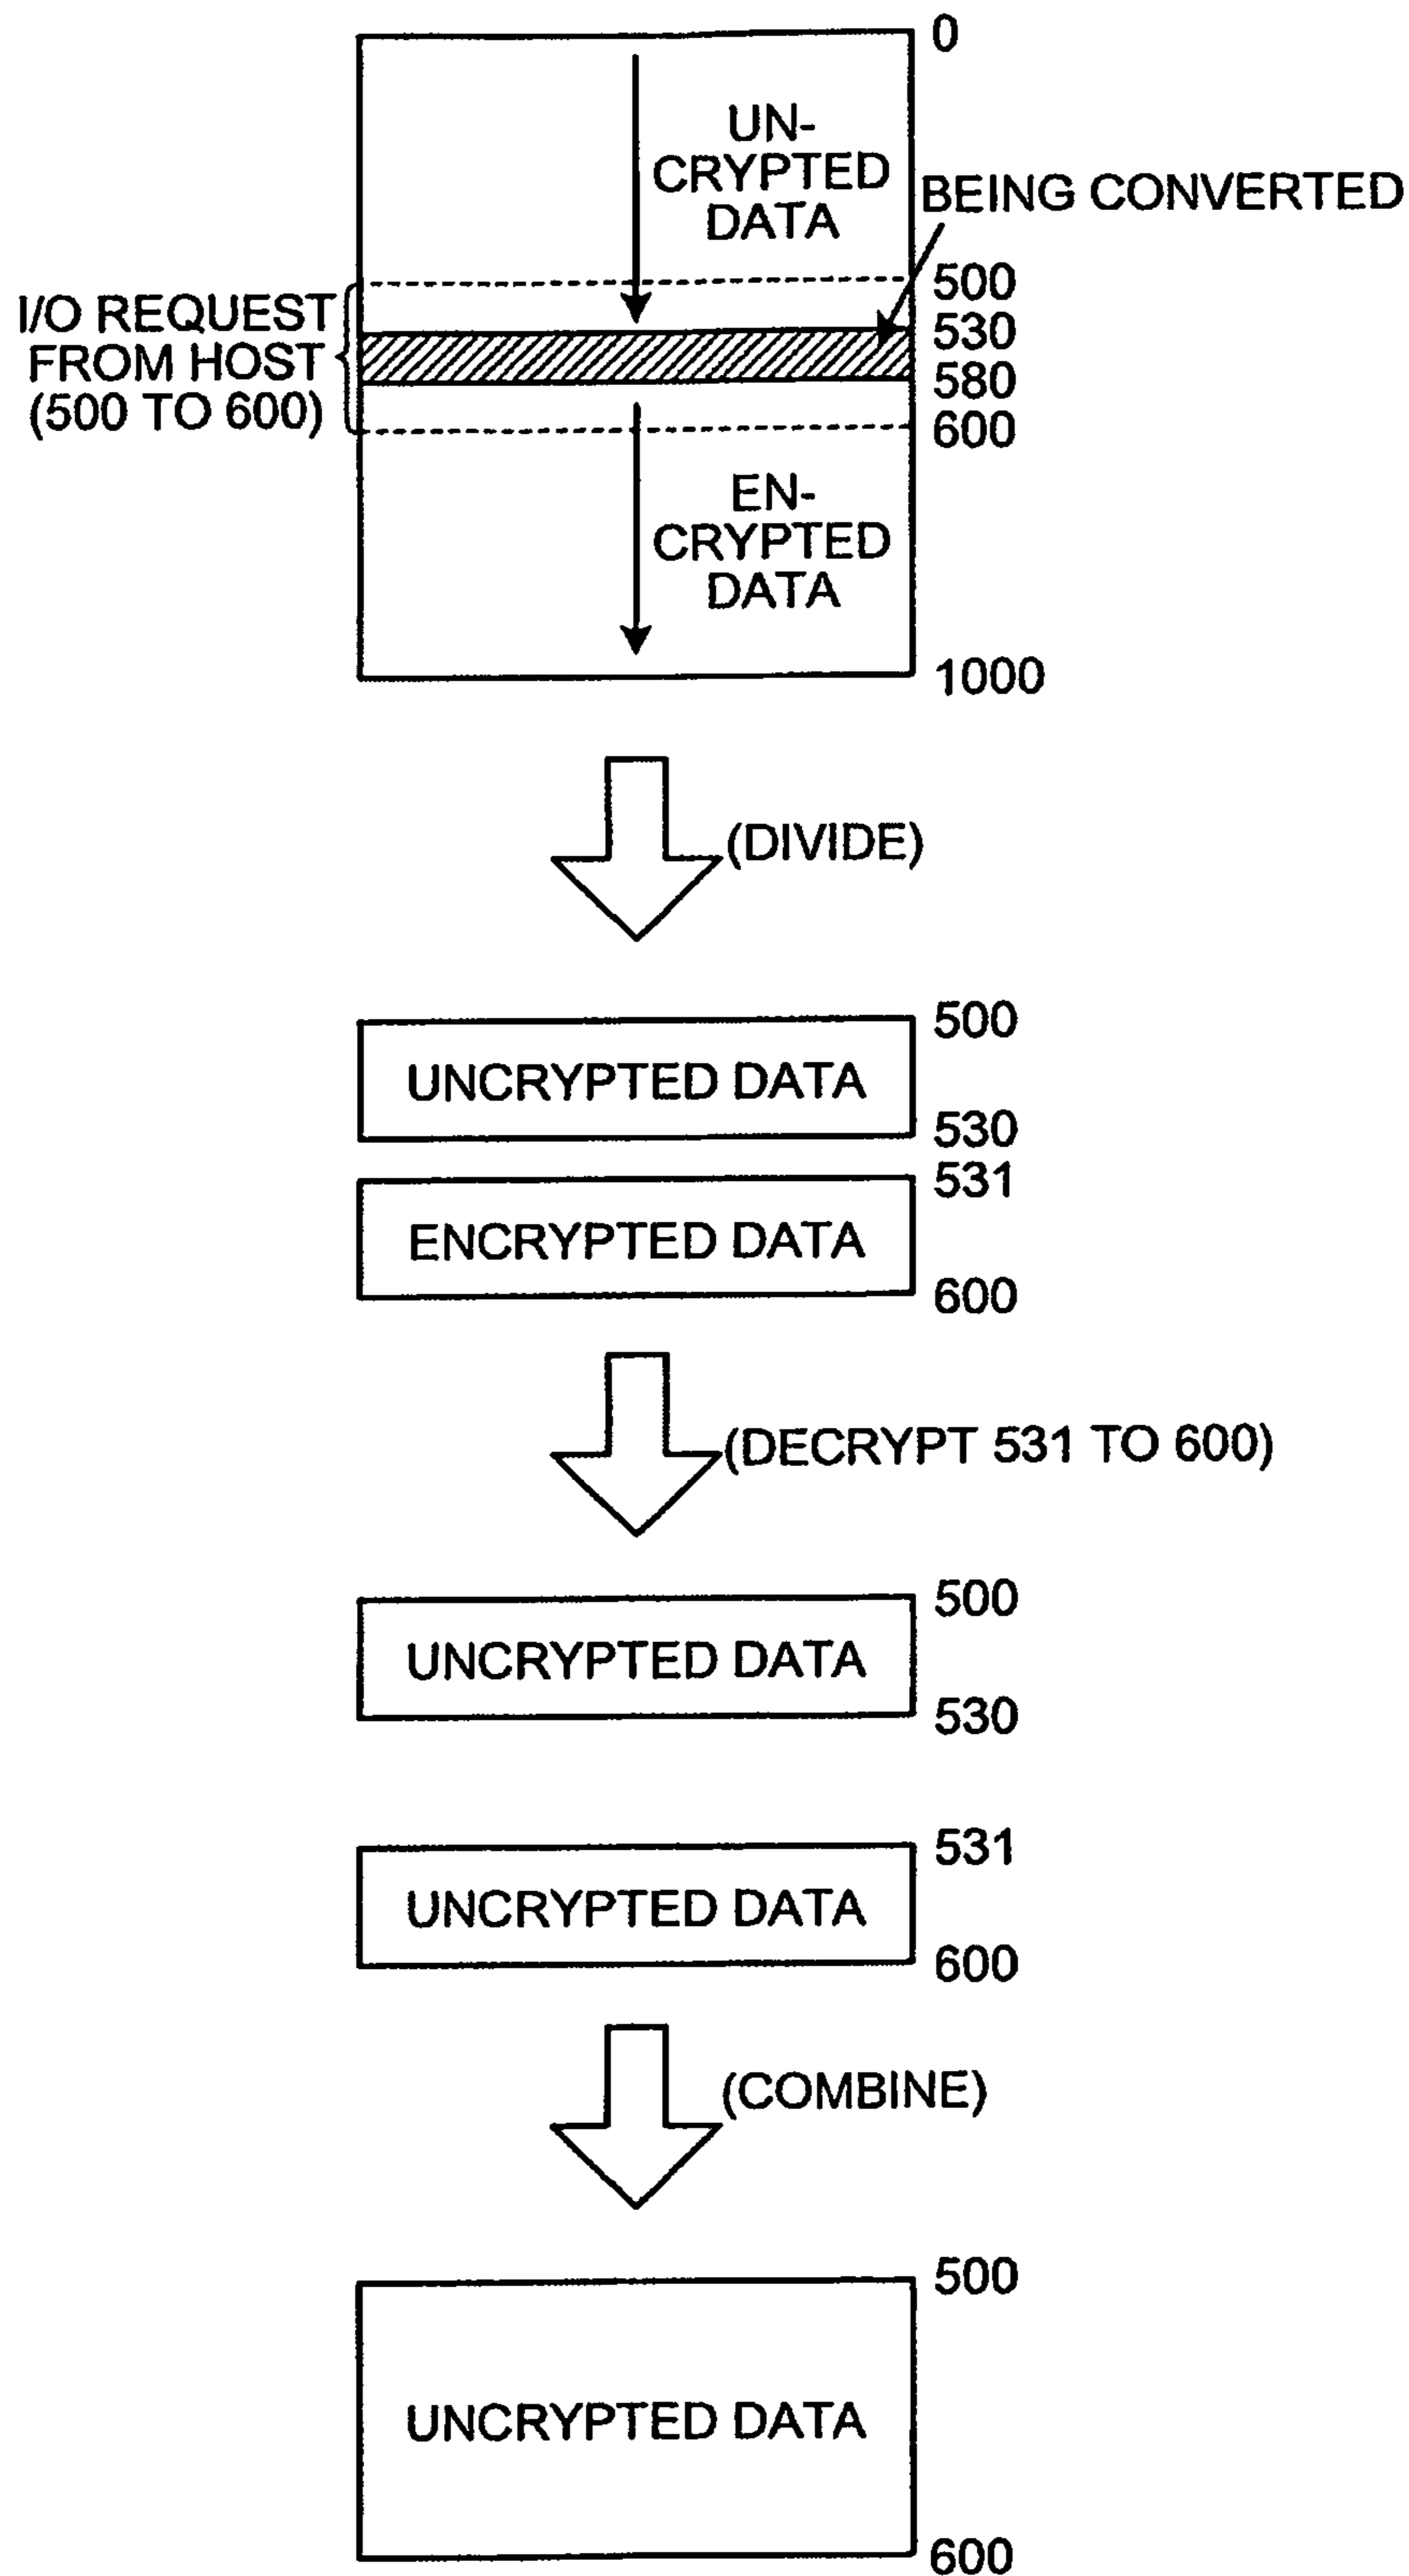 0
UN-
CRYPTED
DATA
BEING CONVERTED
500
530
580
600
I/O REQUEST
FROM HOST
(500 TO 600)
EN-
CRYPTED
DATA
1000
(DIVIDE)
500
UNCRYPTED DATA
530
531
ENCRYPTED DATA
600
(DECRYPT 531 TO 600)
500
UNCRYPTED DATA
530
531
UNCRYPTED DATA
600
(COMBINE)
500
UNCRYPTED DATA
600